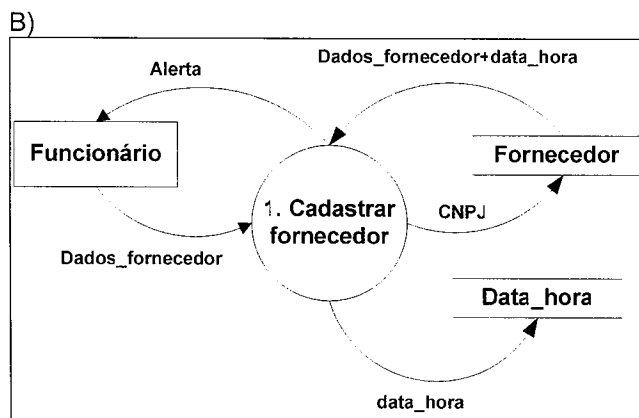 B)
Dados_fornecedor+data_hora
Alerta
Funcionário
Fornecedor
1. Cadastrar
fornecedor
CNPJ
Dados_fornecedor
Data_hora
data_hora